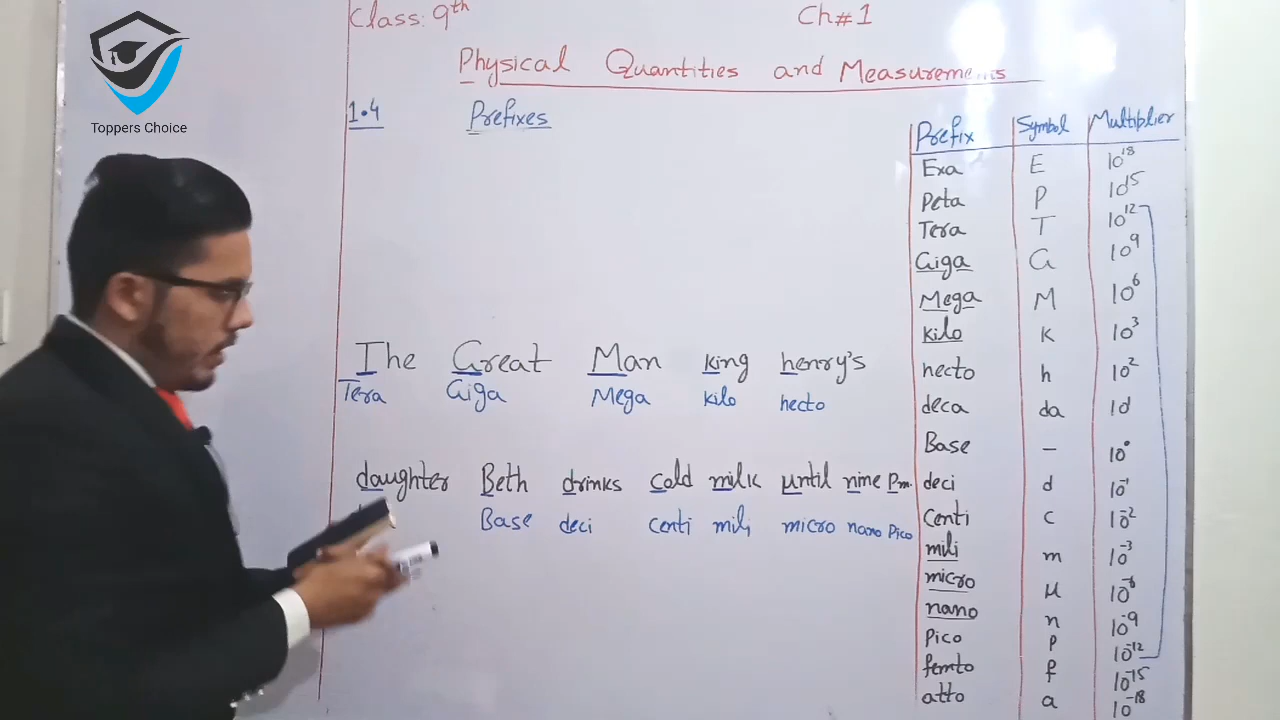 Class: 9th Ch#1
Physical Quantities and Measurements
Toppers Choice
1.4 Prefixes
Prefix Symbol Multiplier
Exa E 10^18
Peta P 10^15
Tera T 10^12
Giga G 10^9
Mega M 10^6
kilo K 10^3
hecto h 10^2
deca da 10^1
Base - 10^0
deci d 10^-1
Centi c 10^-2
mili m 10^-3
micro μ 10^-6
nano n 10^-9
Pico p 10^-12
femto f 10^-15
atto a 10^-18
The Great Man king henry's
Tera Giga Mega kilo hecto
daughter Beth drinks Cold milk until nine Pm.
Base deci centi mili micro nano Pico